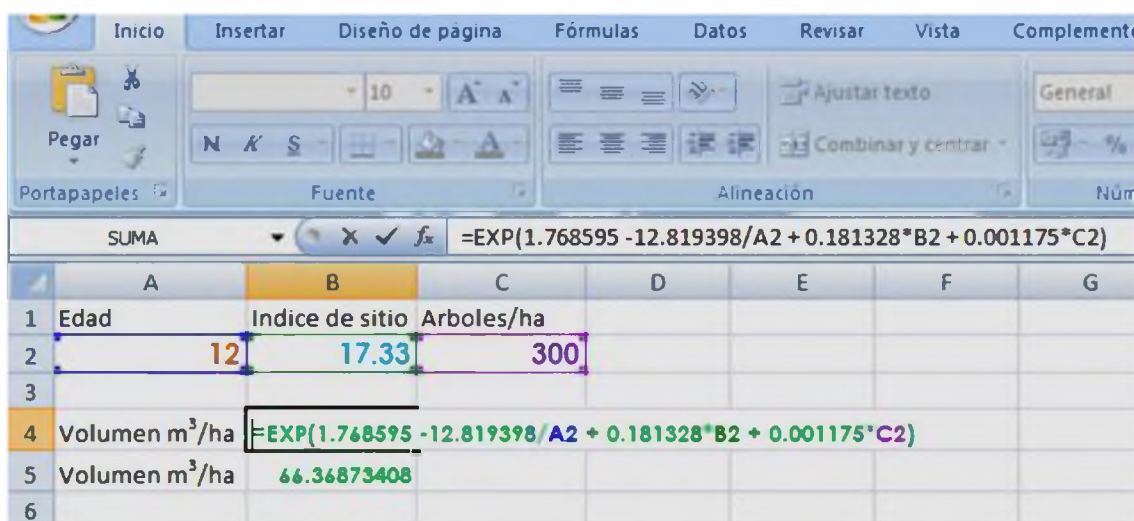 Inicio Insertar Diseño de página Fórmulas Datos Revisar Vista Complemento
10 A A Ajustar texto General
Pegar N K S A Combinar y centrar %
Portapapeles Fuente Alineación Núm
SUMA fx =EXP(1.768595 -12.819398/A2 + 0.181328*B2 + 0.001175*C2)
A B C D E F G
1 Edad Indice de sitio Arboles/ha
2 12 17.33 300
3
4 Volumen m³/ha =EXP(1.768595 -12.819398/A2 + 0.181328*B2 + 0.001175*C2)
5 Volumen m³/ha 66.36873408
6